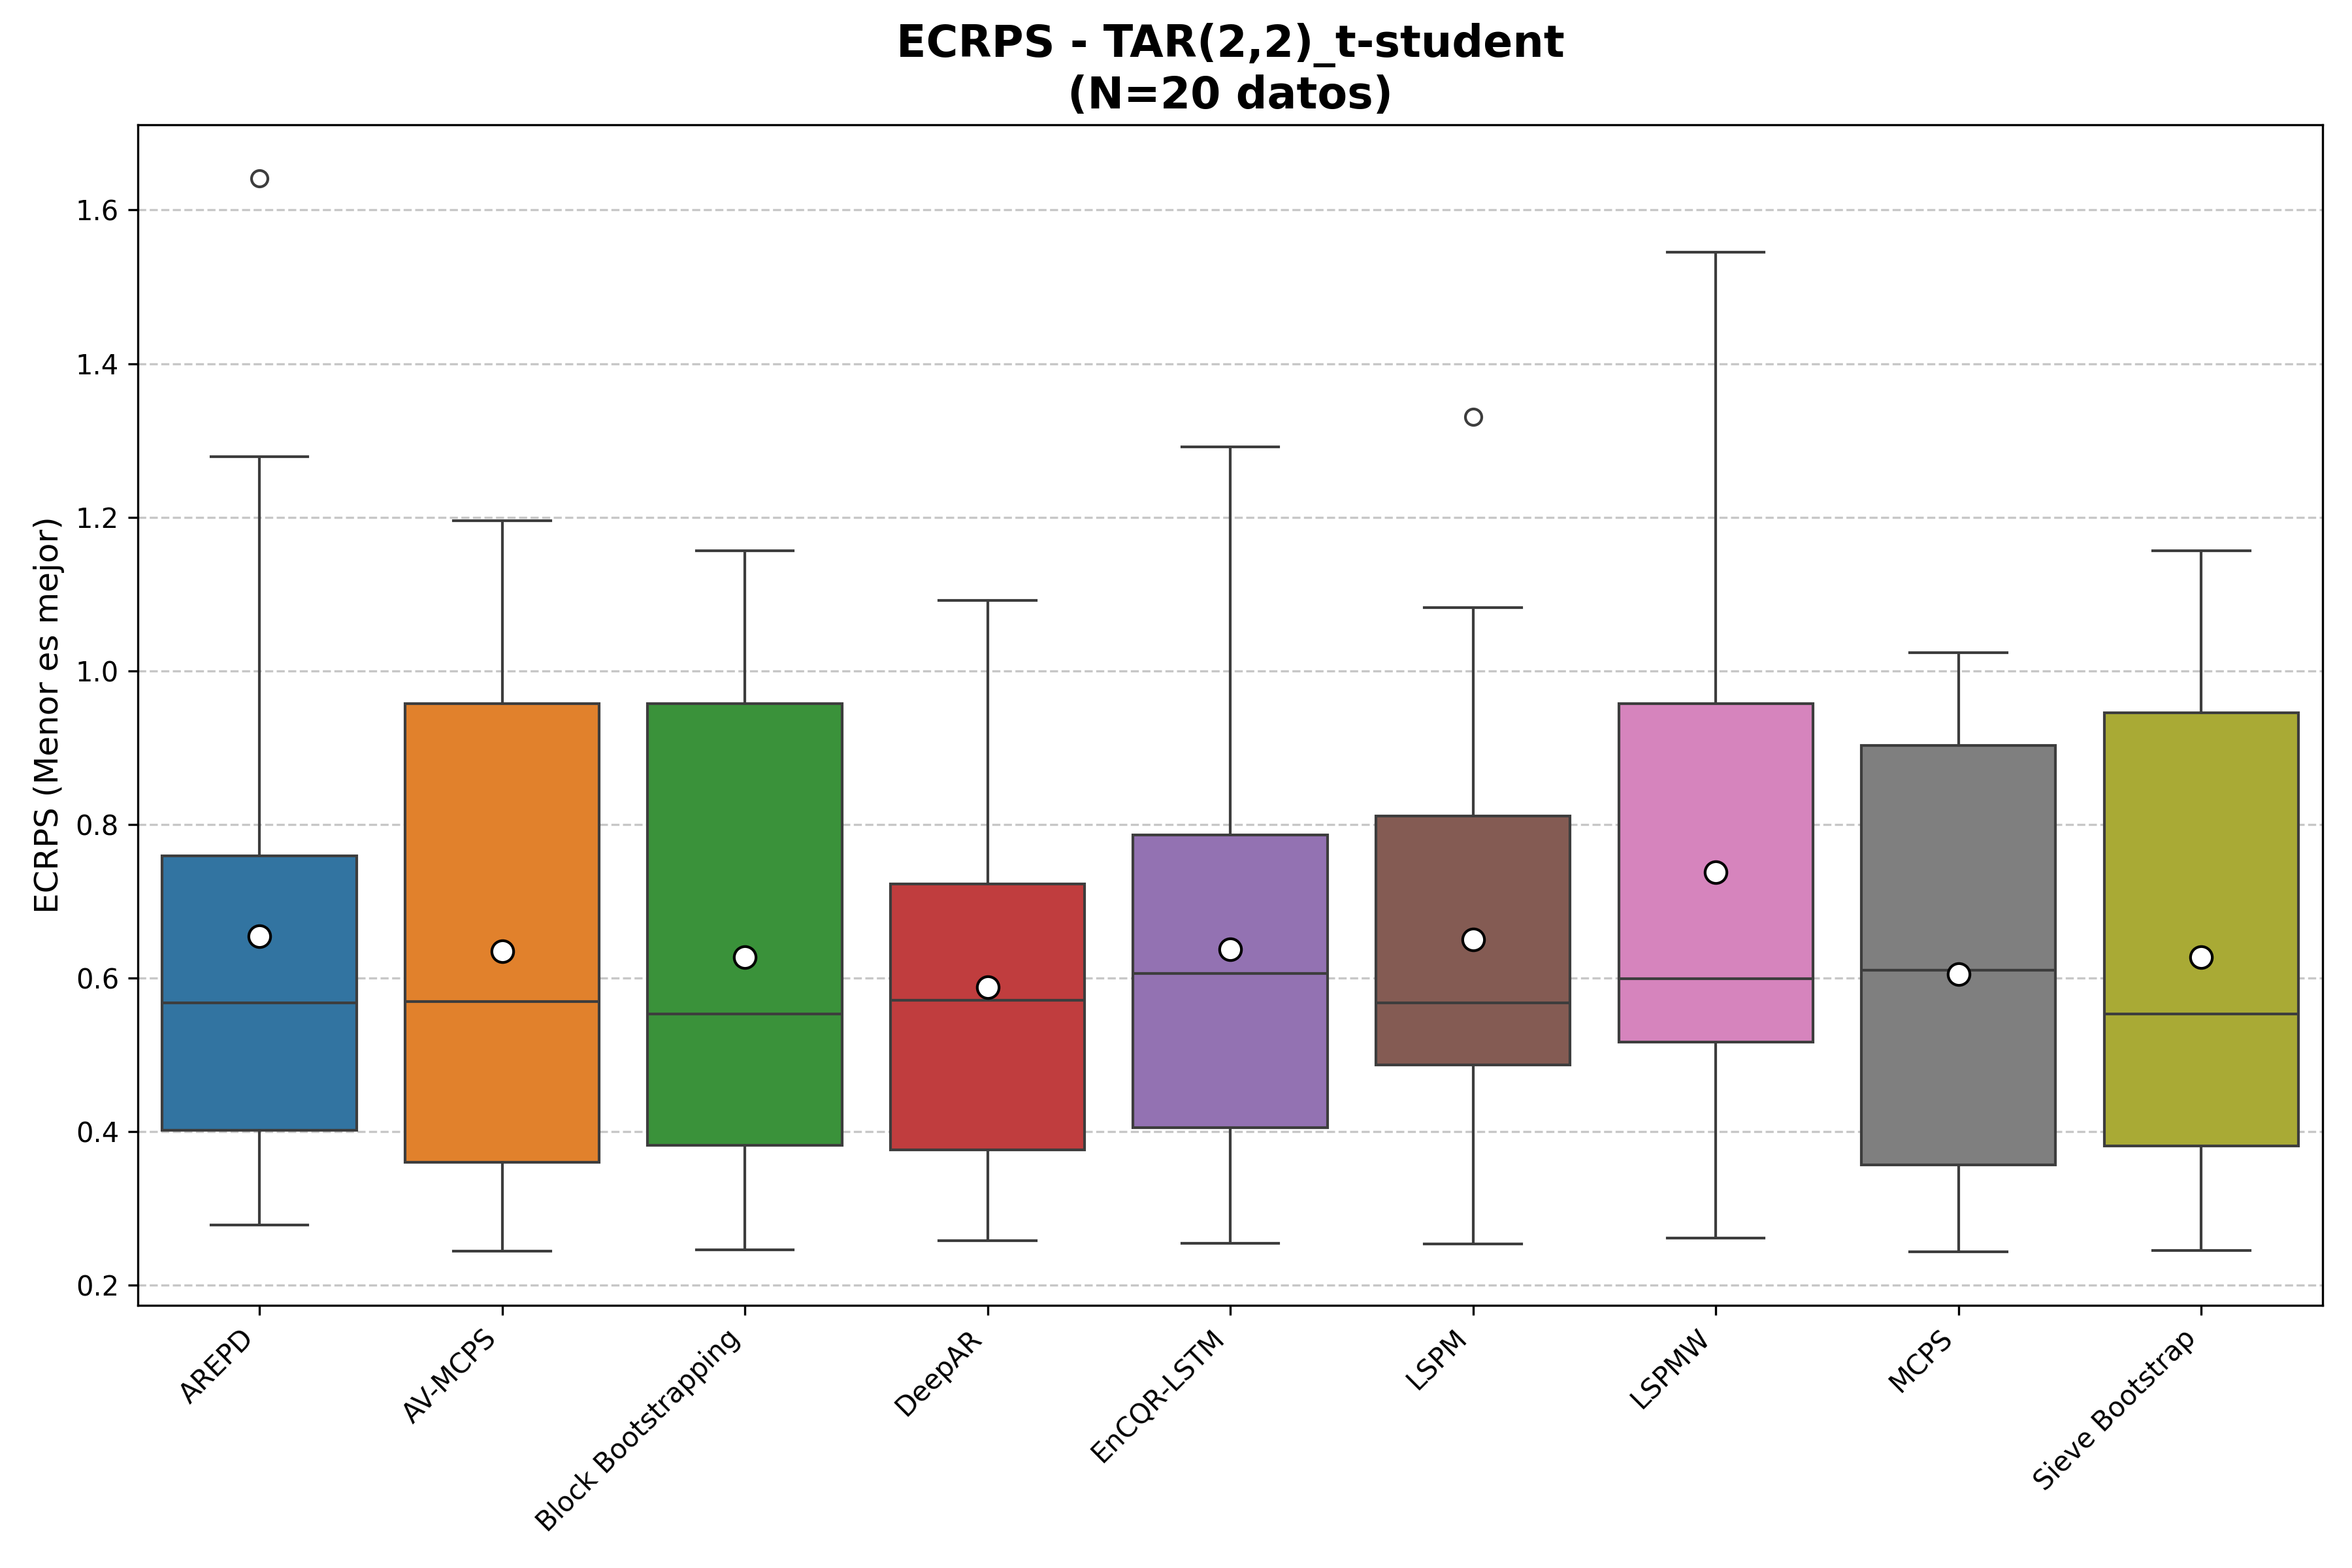 ECRPS - TAR(2,2)_t-student
(N=20 datos)
ECRPS (Menor es mejor)
1.6
1.4
1.2
1.0
0.8
0.6
0.4
0.2
AREPD
AV-MCPS
Block Bootstrapping
DeepAR
EnCQR-LSTM
LSPM
LSPMW
MCPS
Sieve Bootstrap